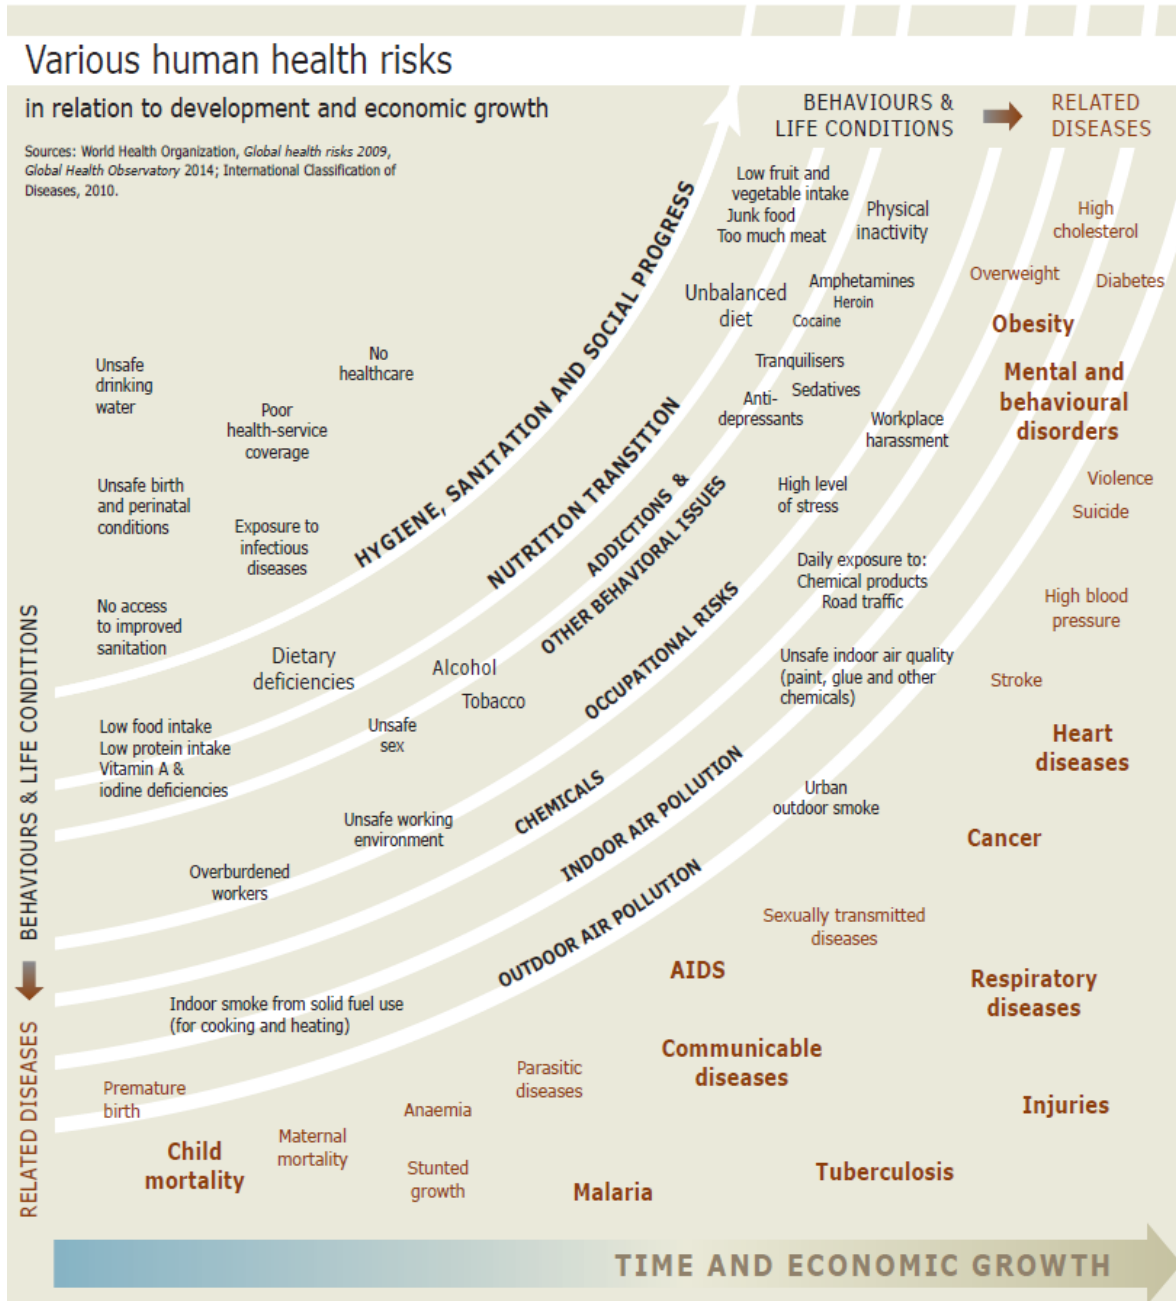 Various human health risks
in relation to development and economic growth
Sources: World Health Organization, Global health risks 2009,
Global Health Observatory 2014; International Classification of
Diseases, 2010.
BEHAVIOURS &
LIFE CONDITIONS
RELATED
DISEASES
Low fruit and
vegetable intake
Junk food
Too much meat
Physical
inactivity
High
cholesterol
Overweight
Diabetes
Unbalanced
diet
Amphetamines
Heroin
Cocaine
Obesity
HYGIENE, SANITATION AND SOCIAL PROGRESS
No
healthcare
Unsafe
drinking
water
Poor
health-service
coverage
Tranquilisers
Sedatives
Anti-
depressants
Workplace
harassment
Mental and
behavioural
disorders
Violence
Suicide
Unsafe birth
and perinatal
conditions
Exposure to
infectious
diseases
NUTRITION TRANSITION
ADDICTIONS &
OTHER BEHAVIORAL ISSUES
High level
of stress
Daily exposure to:
Chemical products
Road traffic
High blood
pressure
No access
to improved
sanitation
Dietary
deficiencies
Alcohol
Tobacco
OCCUPATIONAL RISKS
Unsafe indoor air quality
(paint, glue and other
chemicals)
Stroke
Heart
diseases
Low food intake
Low protein intake
Vitamin A &
iodine deficiencies
Unsafe
sex
Unsafe working
environment
CHEMICALS
INDOOR AIR POLLUTION
Urban
outdoor smoke
Cancer
Overburdened
workers
OUTDOOR AIR POLLUTION
Sexually transmitted
diseases
AIDS
Respiratory
diseases
Indoor smoke from solid fuel use
(for cooking and heating)
Communicable
diseases
Parasitic
diseases
Premature
birth
Anaemia
Injuries
Child
mortality
Maternal
mortality
Stunted
growth
Malaria
Tuberculosis
BEHAVIOURS & LIFE CONDITIONS
RELATED DISEASES
TIME AND ECONOMIC GROWTH